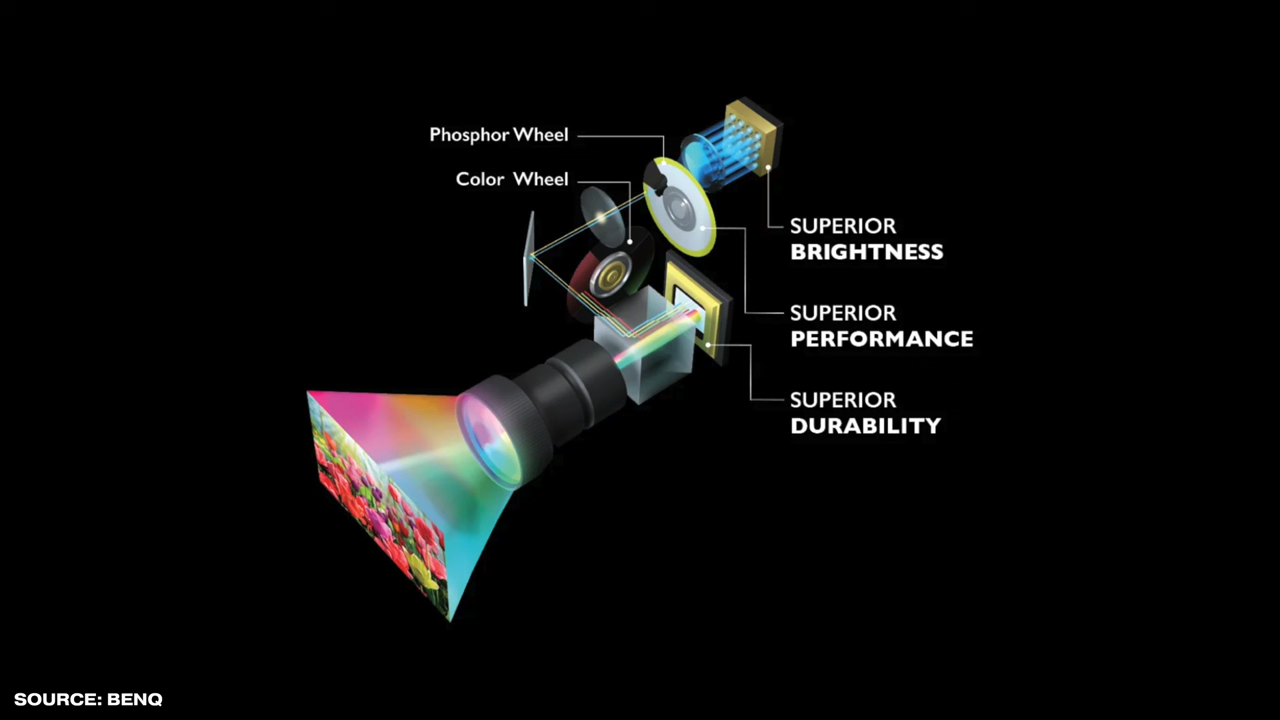 Phosphor Wheel
Color Wheel
SUPERIOR
BRIGHTNESS
SUPERIOR
PERFORMANCE
SUPERIOR
DURABILITY
SOURCE: BENQ